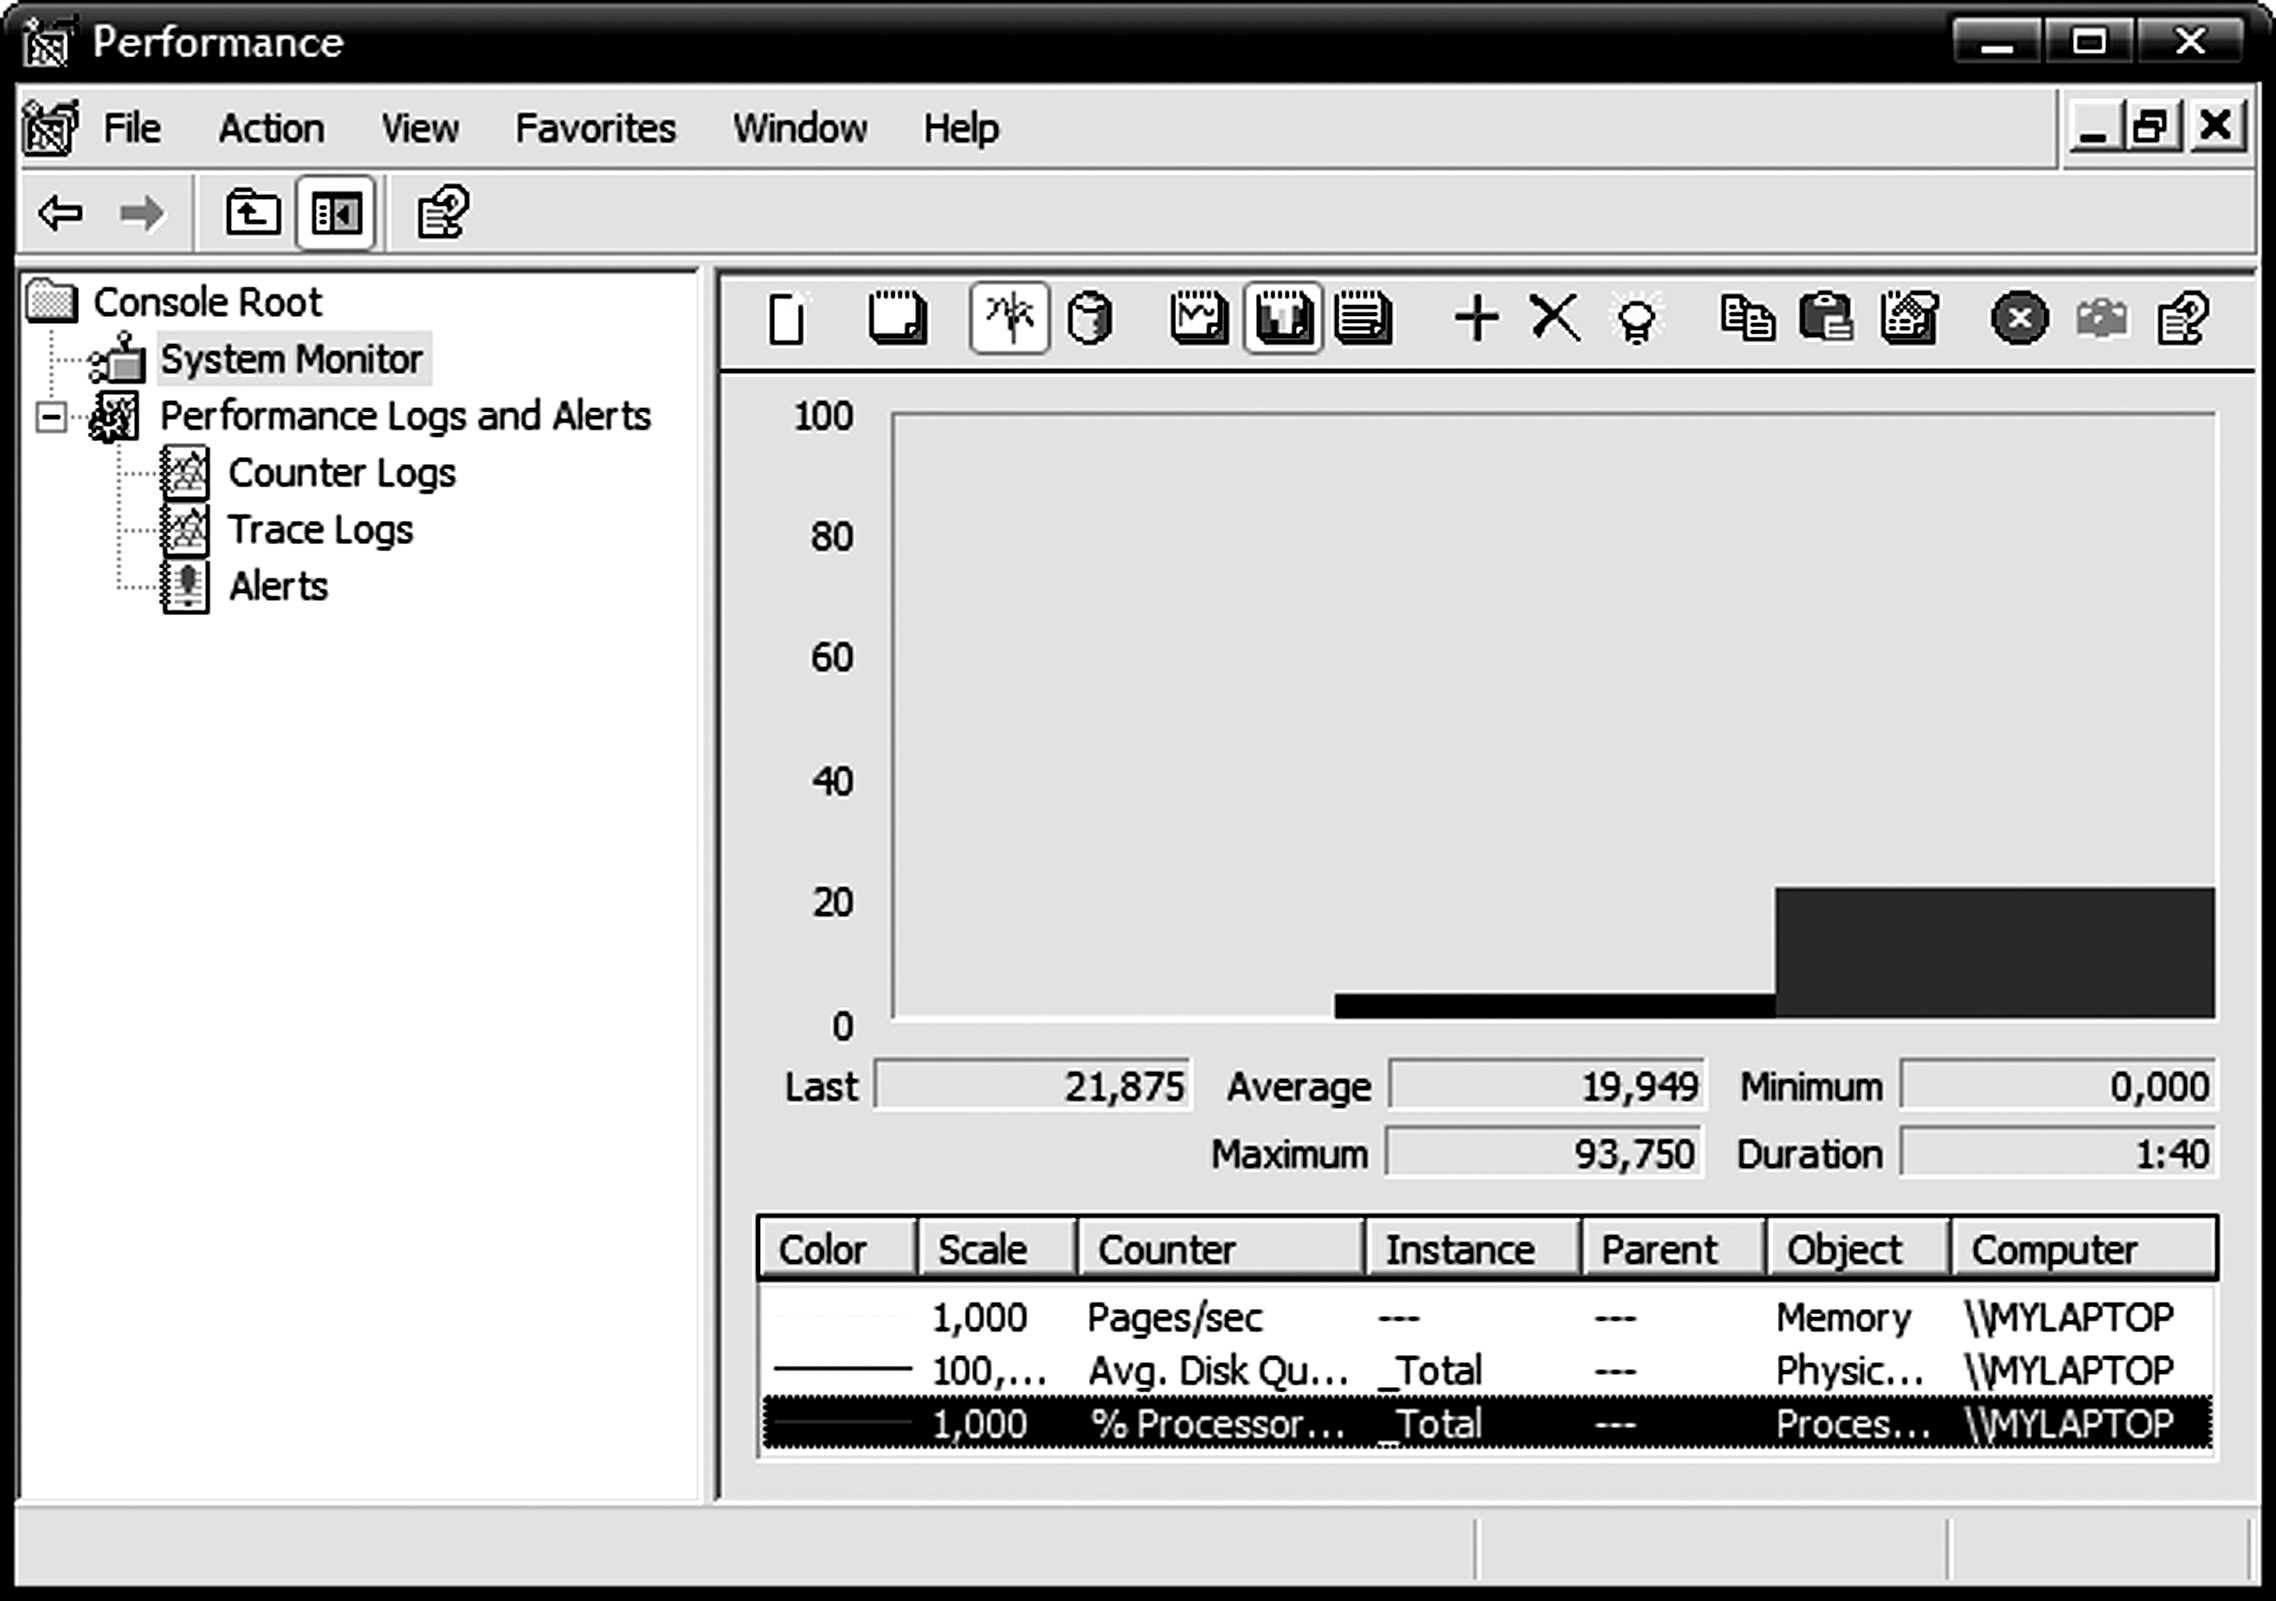 Performance
File Action View Favorites Window Help
Console Root
System Monitor
Performance Logs and Alerts
Counter Logs
Trace Logs
Alerts
100
80
60
40
20
0
Last 21,875 Average 19,949 Minimum 0,000
Maximum 93,750 Duration 1:40
Color Scale Counter Instance Parent Object Computer
1,000 Pages/sec --- --- Memory \\MYLAPTOP
100,... Avg. Disk Qu... _Total --- Physic... \\MYLAPTOP
1,000 % Processor... _Total --- Proces... \\MYLAPTOP